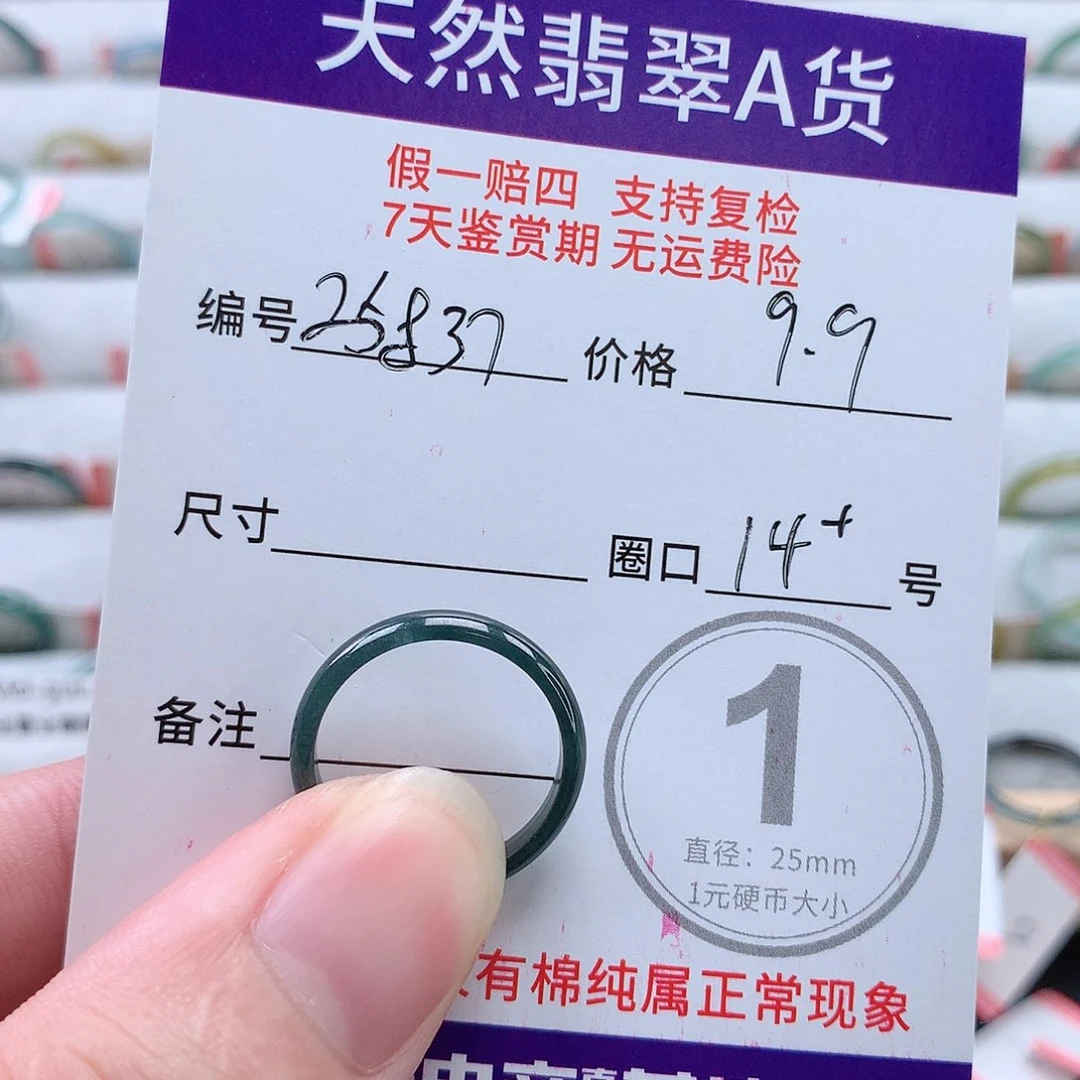 天然翡翠A货
假一赔四 支持复检
7天鉴赏期 无运费险
编号 25837 价格 9.9
尺寸 圈口 14+ 号
备注
1
直径：25mm
1元硬币大小
有棉纯属正常现象